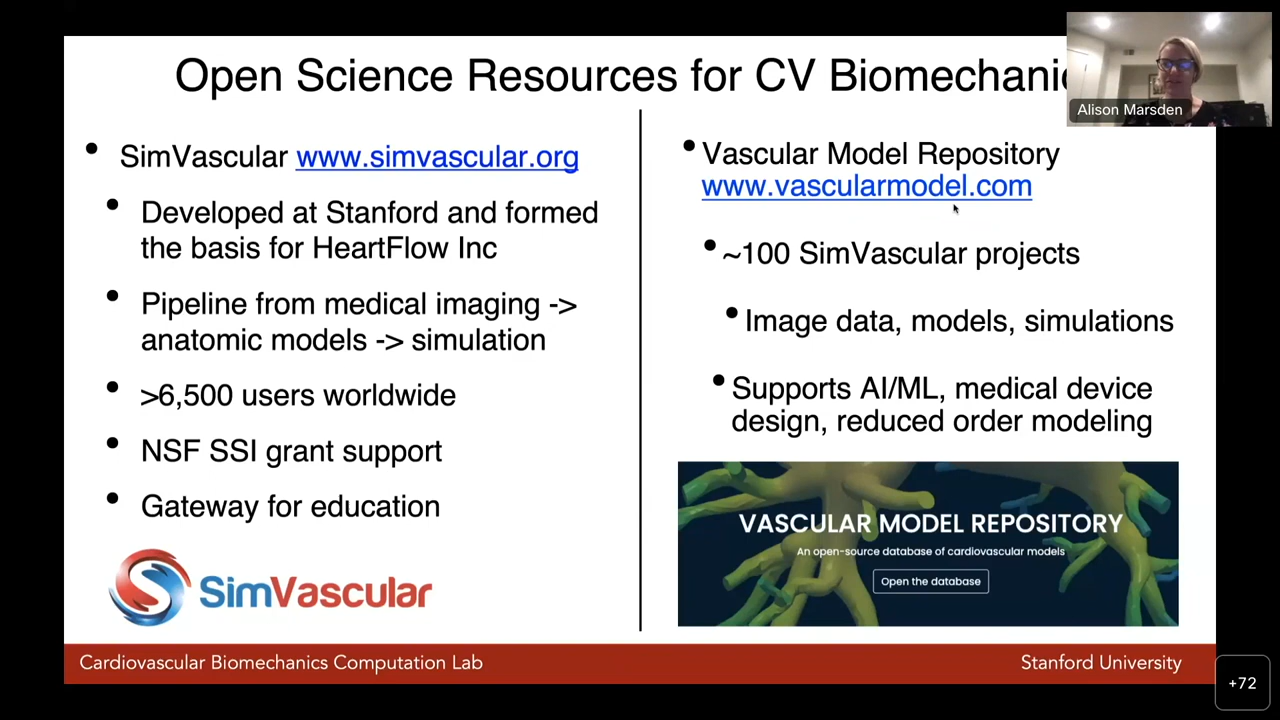 Open Science Resources for CV Biomechanic
Alison Marsden
SimVascular www.simvascular.org
Developed at Stanford and formed
the basis for HeartFlow Inc
Pipeline from medical imaging ->
anatomic models -> simulation
>6,500 users worldwide
NSF SSI grant support
Gateway for education
SimVascular
Vascular Model Repository
www.vascularmodel.com
~100 SimVascular projects
Image data, models, simulations
Supports AI/ML, medical device
design, reduced order modeling
VASCULAR MODEL REPOSITORY
An open-source database of cardiovascular models
Open the database
Cardiovascular Biomechanics Computation Lab
Stanford University
+72